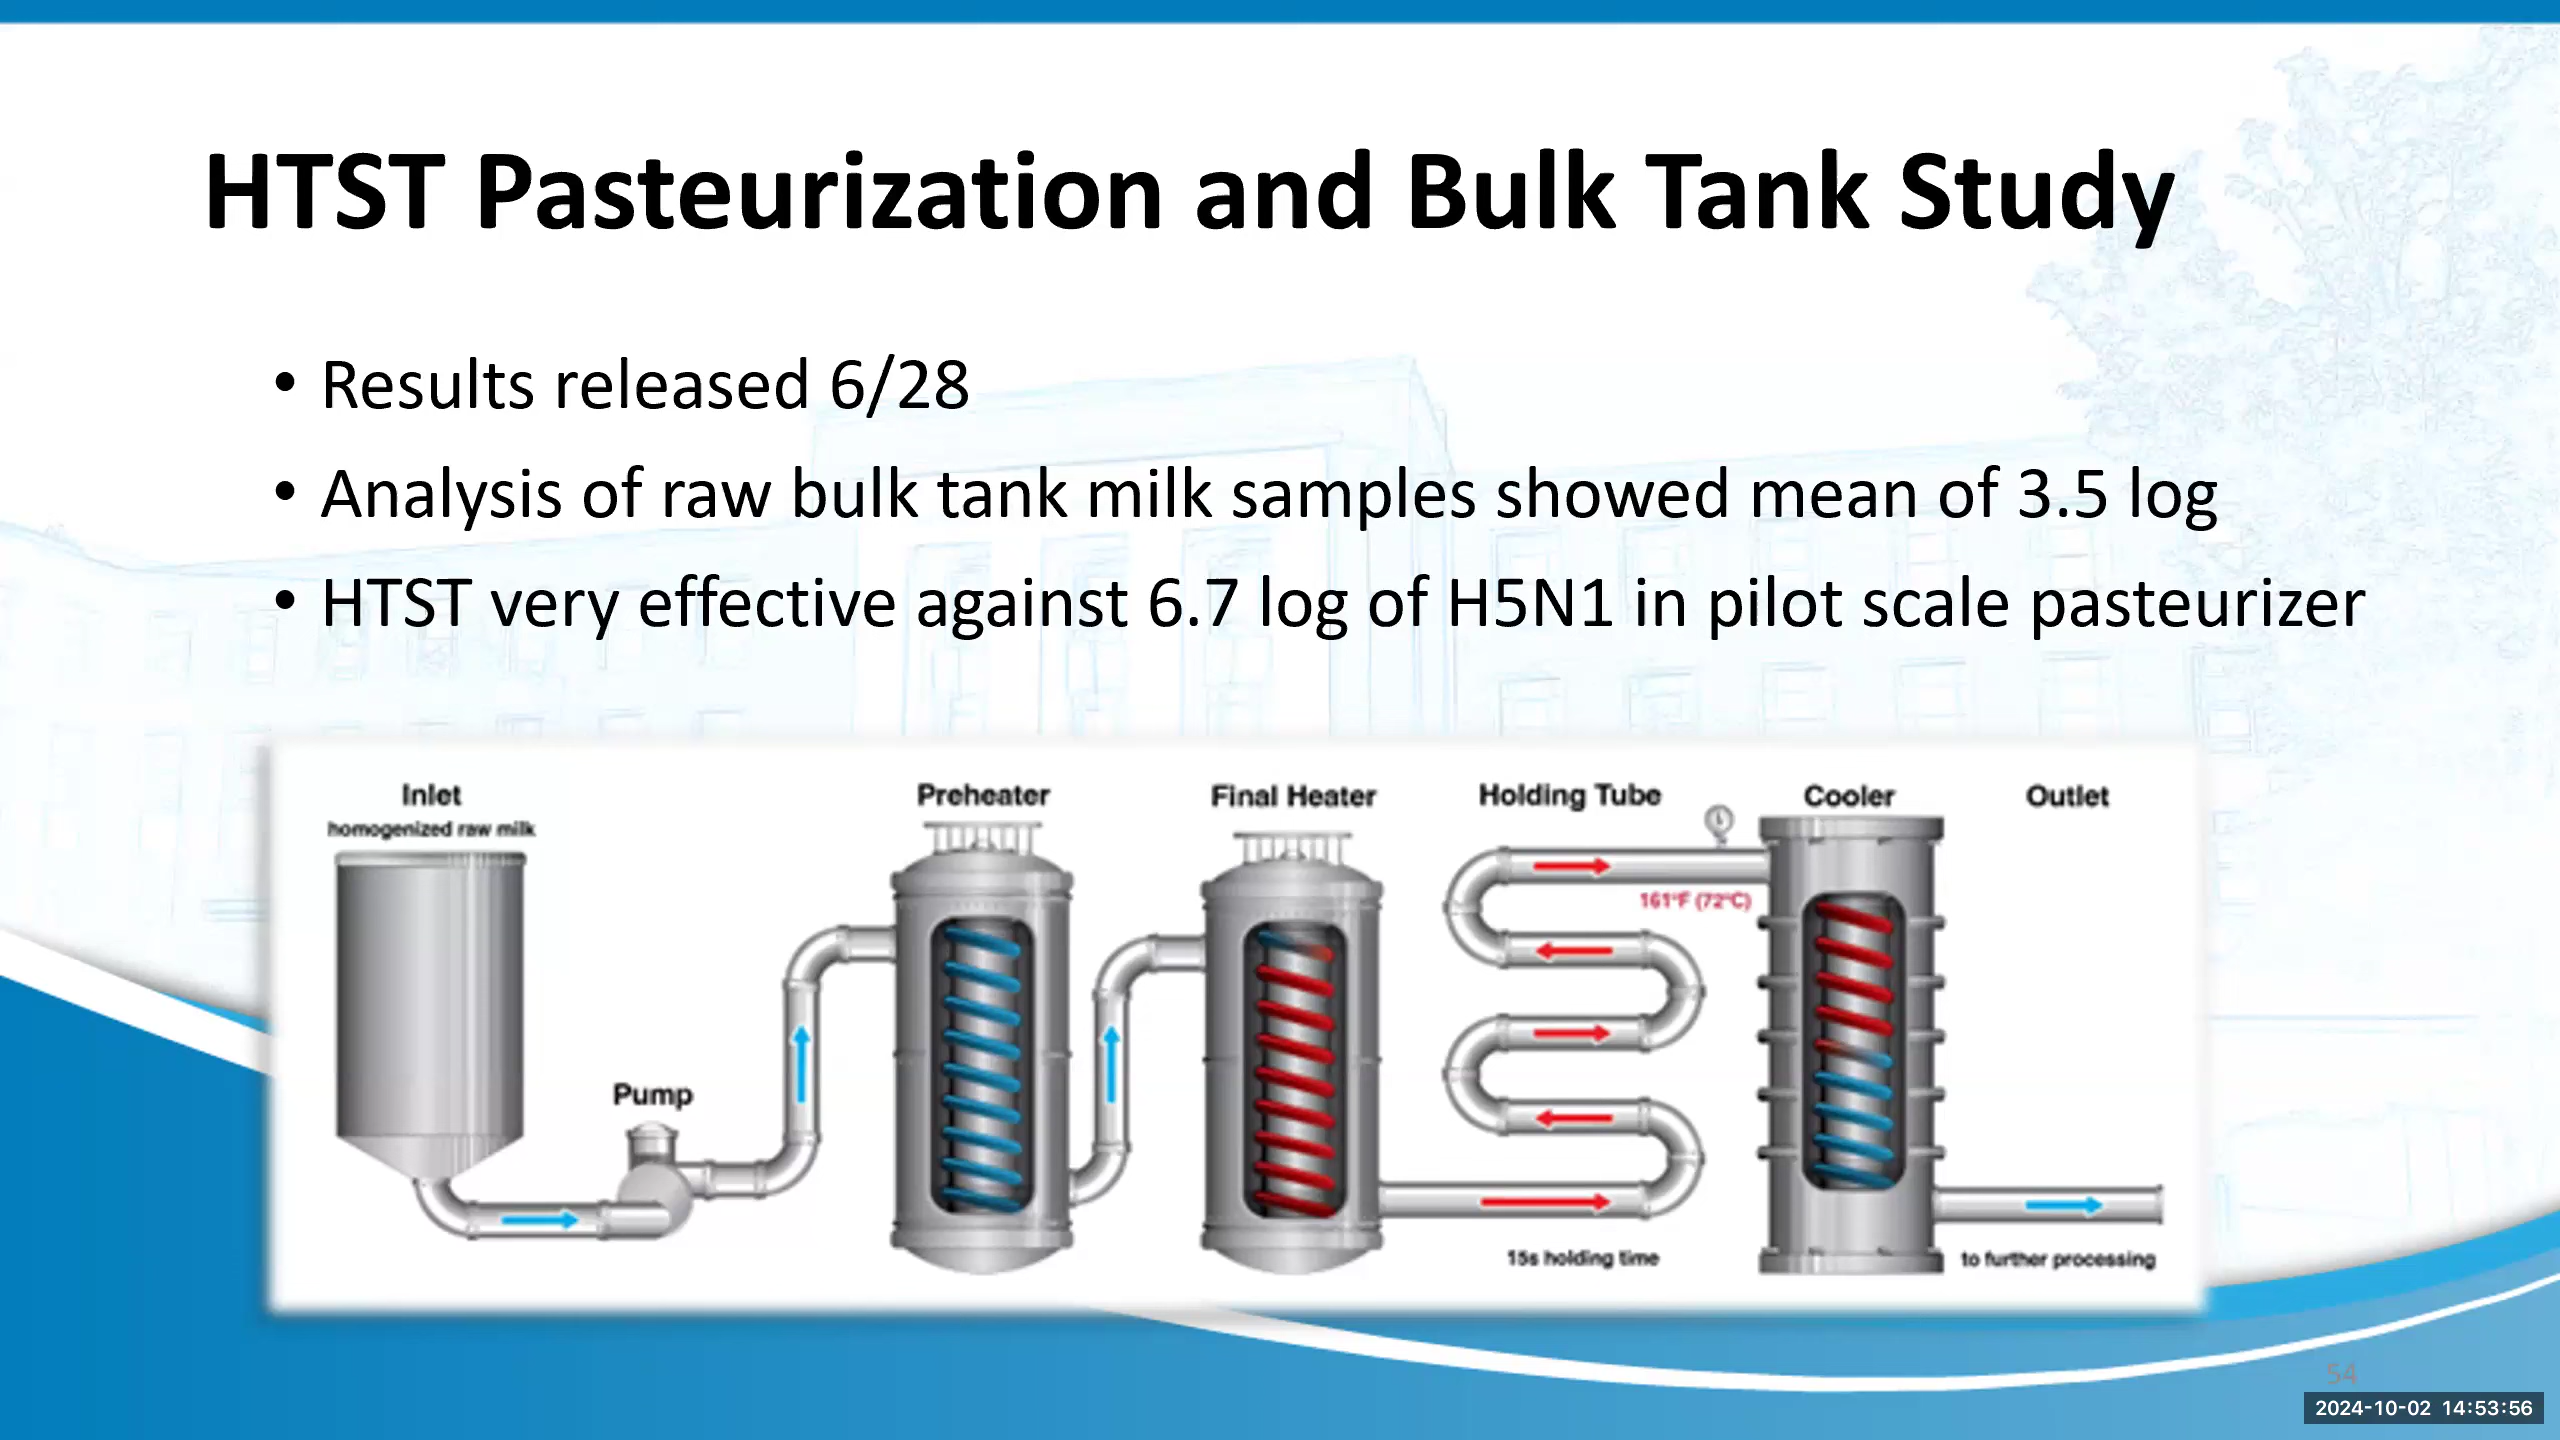 HTST Pasteurization and Bulk Tank Study
• Results released 6/28
• Analysis of raw bulk tank milk samples showed mean of 3.5 log
• HTST very effective against 6.7 log of H5N1 in pilot scale pasteurizer
Inlet
homogenized raw milk
Pump
Preheater
Final Heater
Holding Tube
161°F (72°C)
15s holding time
Cooler
Outlet
to further processing
54
2024-10-02 14:53:56